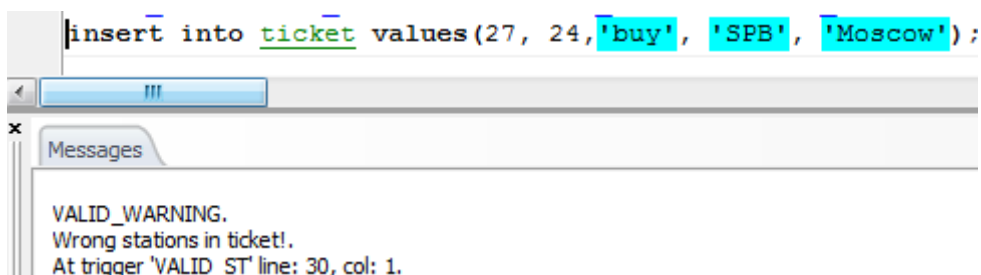 insert into ticket values(27, 24,'buy', 'SPB', 'Moscow');
Messages
VALID_WARNING.
Wrong stations in ticket!.
At trigger 'VALID_ST' line: 30, col: 1.